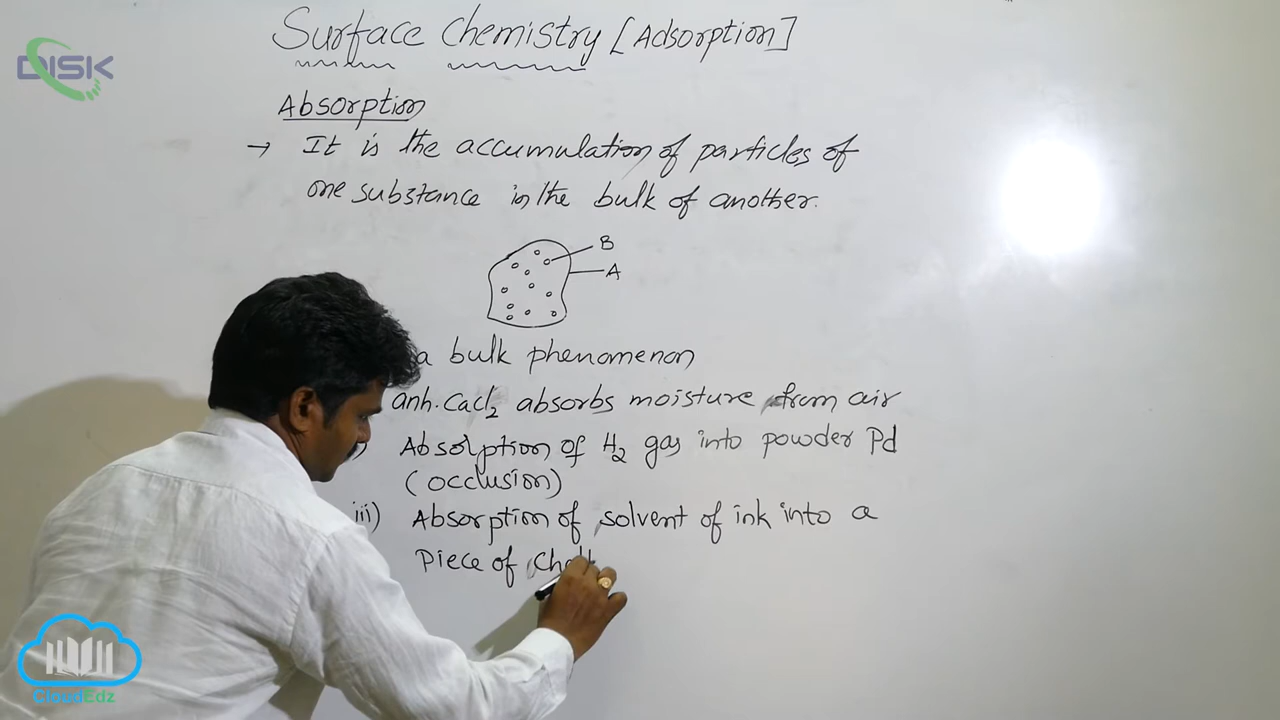 Surface Chemistry [Adsorption]
DISK
Absorption
→ It is the accumulation of particles of
one substance in the bulk of another.
B
A
a bulk phenomenon
anh. CaCl2 absorbs moisture from air
) Absorption of H2 gas into powder Pd
(occlusion)
iii) Absorption of solvent of ink into a
Piece of
CloudEdz